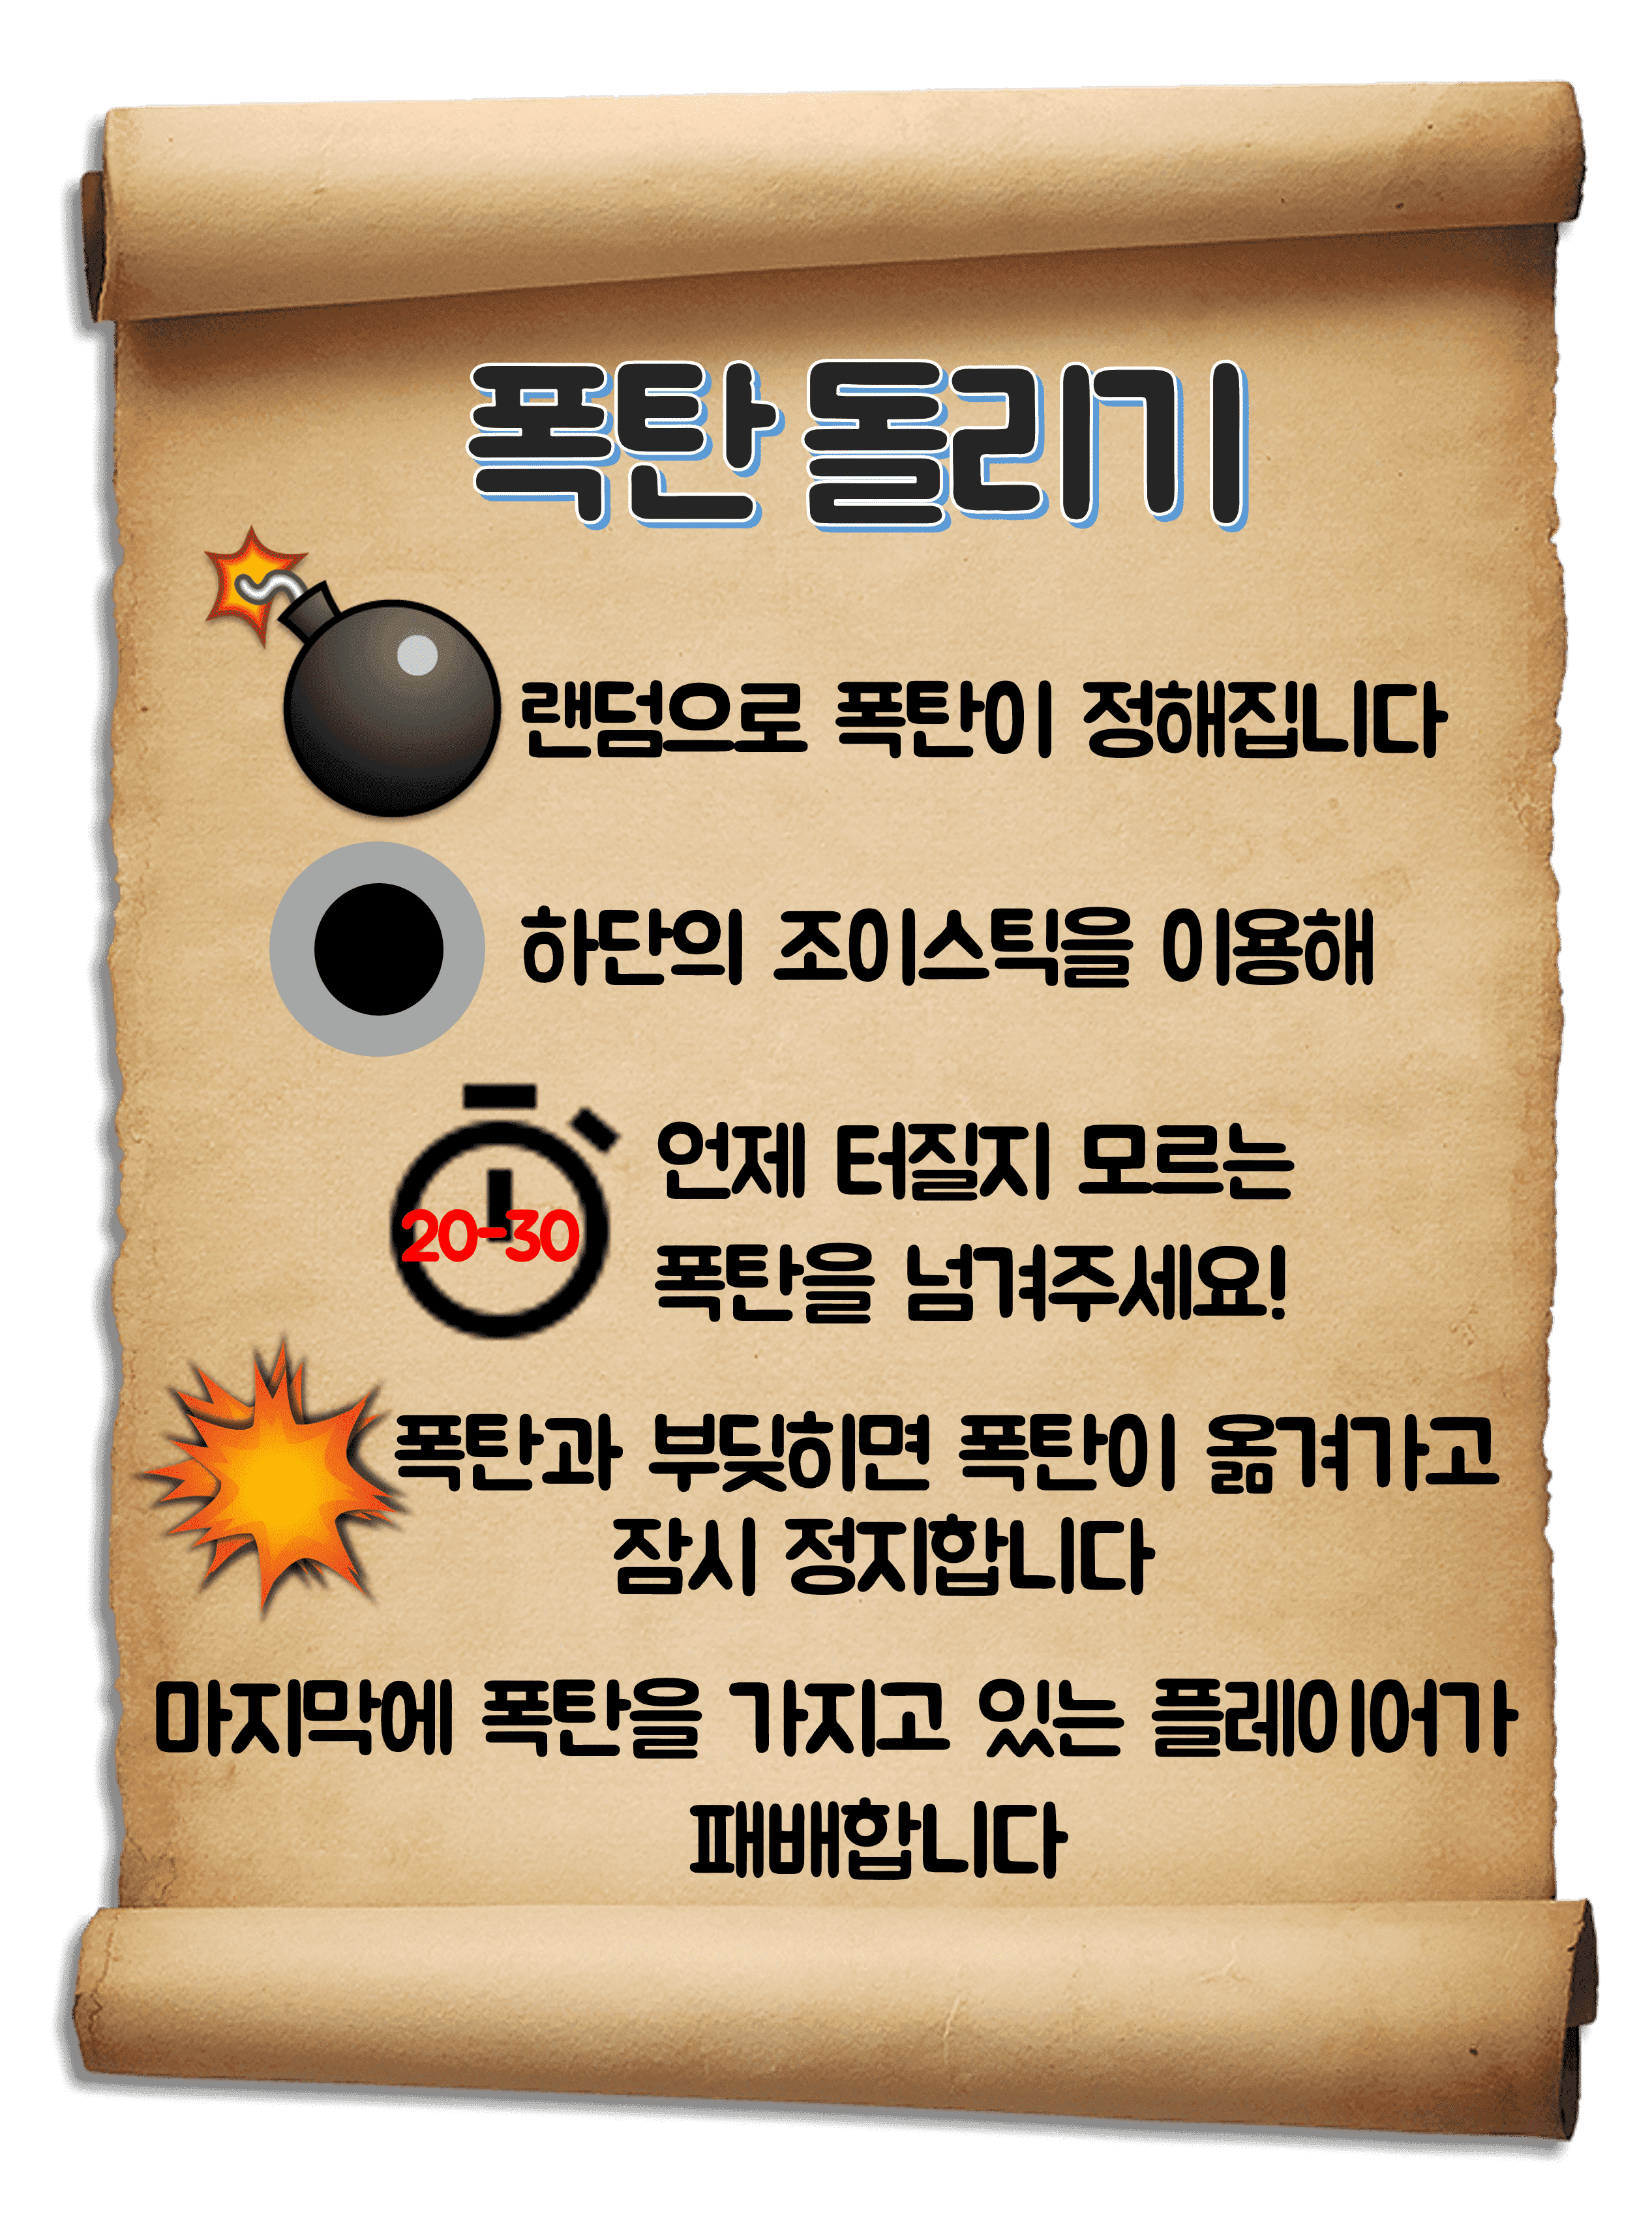 폭탄 돌리기
랜덤으로 폭탄이 정해집니다
하단의 조이스틱을 이용해
언제 터질지 모르는
20-30
폭탄을 넘겨주세요!
폭탄과 부딪히면 폭탄이 옮겨가고
잠시 정지합니다
마지막에 폭탄을 가지고 있는 플레이어가
패배합니다